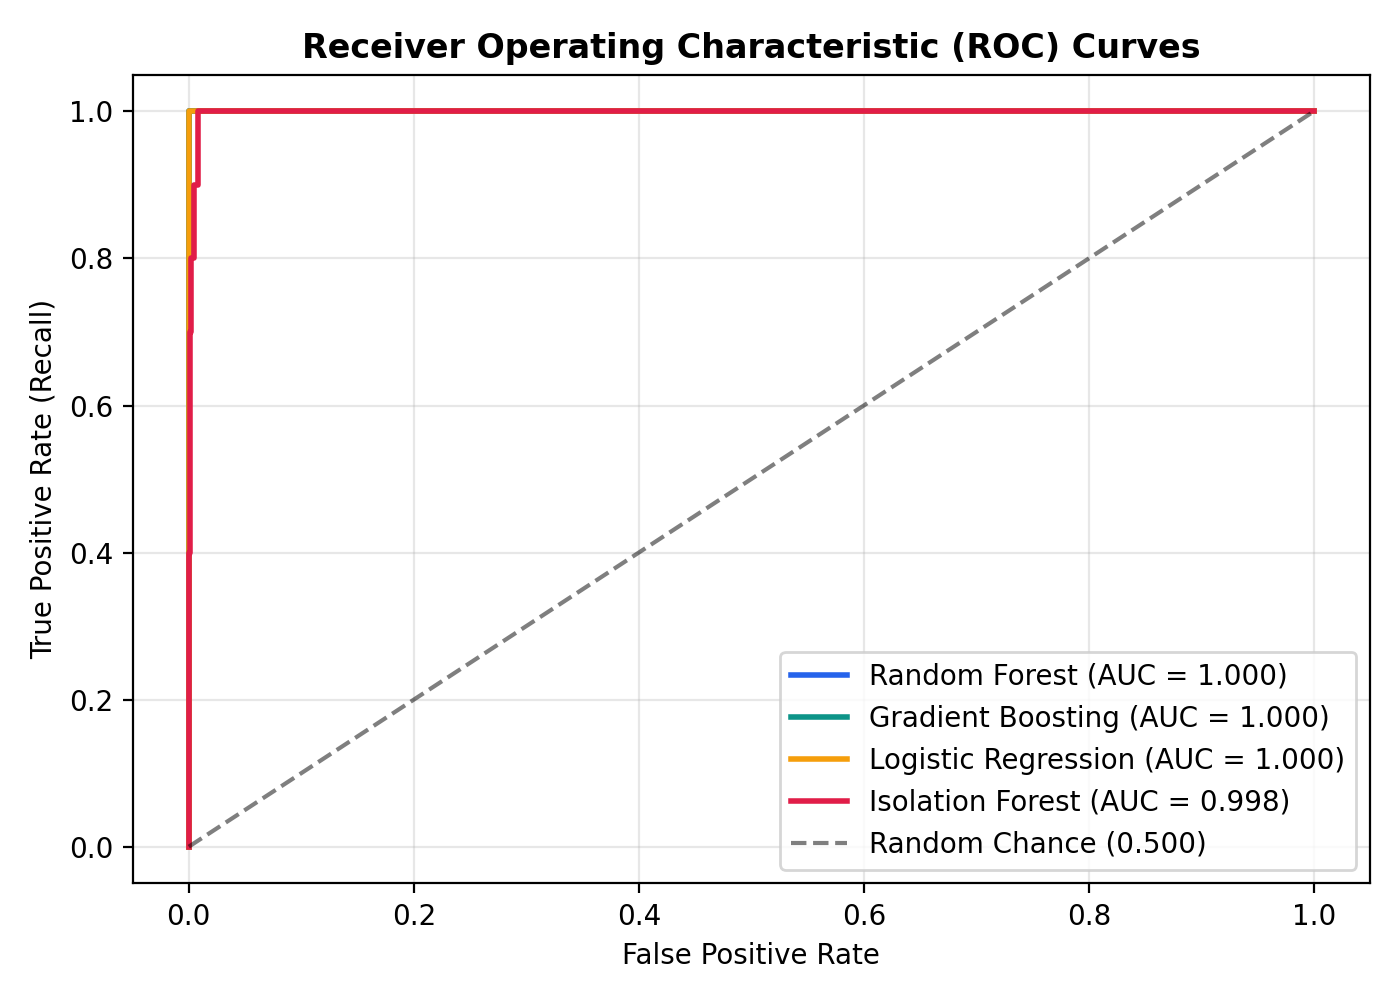 Receiver Operating Characteristic (ROC) Curves
True Positive Rate (Recall)
1.0
0.8
0.6
0.4
0.2
0.0
Random Forest (AUC = 1.000)
Gradient Boosting (AUC = 1.000)
Logistic Regression (AUC = 1.000)
Isolation Forest (AUC = 0.998)
Random Chance (0.500)
0.0 0.2 0.4 0.6 0.8 1.0
False Positive Rate